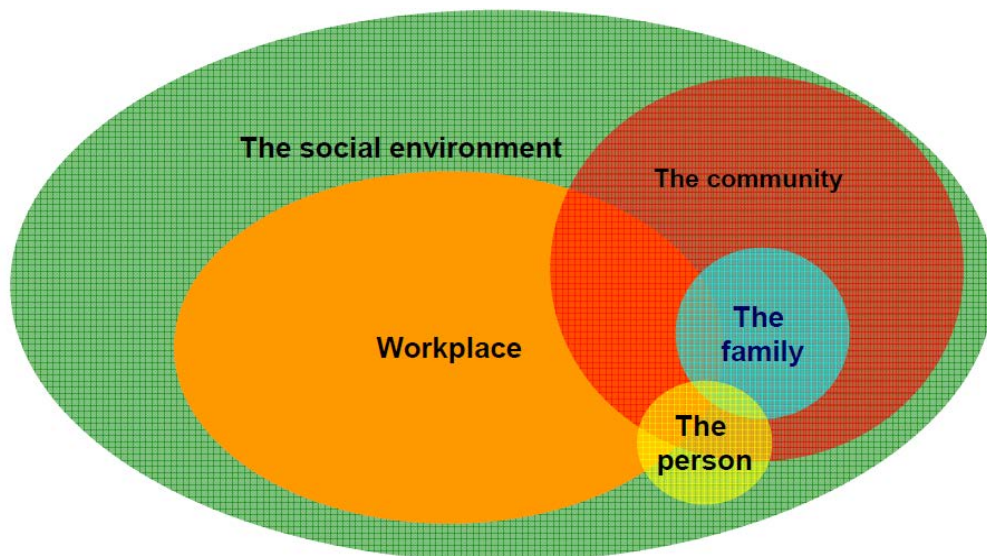 The social environment
The community
Workplace
The
family
The
person